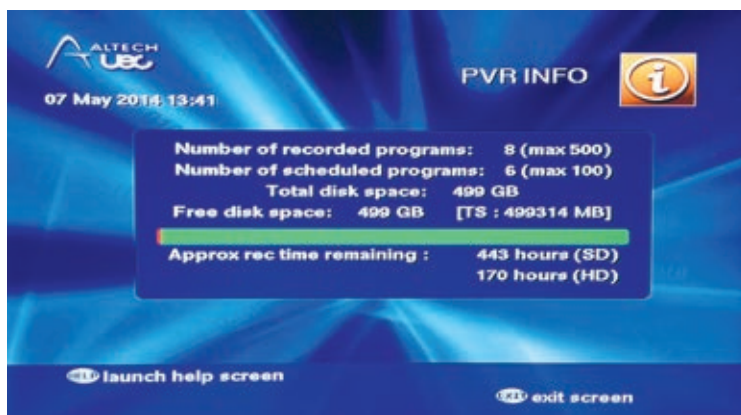 ALTECH
UEC
PVR INFO
i
07 May 2014 13:41
Number of recorded programs: 8 (max 500)
Number of scheduled programs: 6 (max 100)
Total disk space: 499 GB
Free disk space: 499 GB [TS : 499314 MB]
Approx rec time remaining : 443 hours (SD)
170 hours (HD)
HELP launch help screen
EXIT exit screen